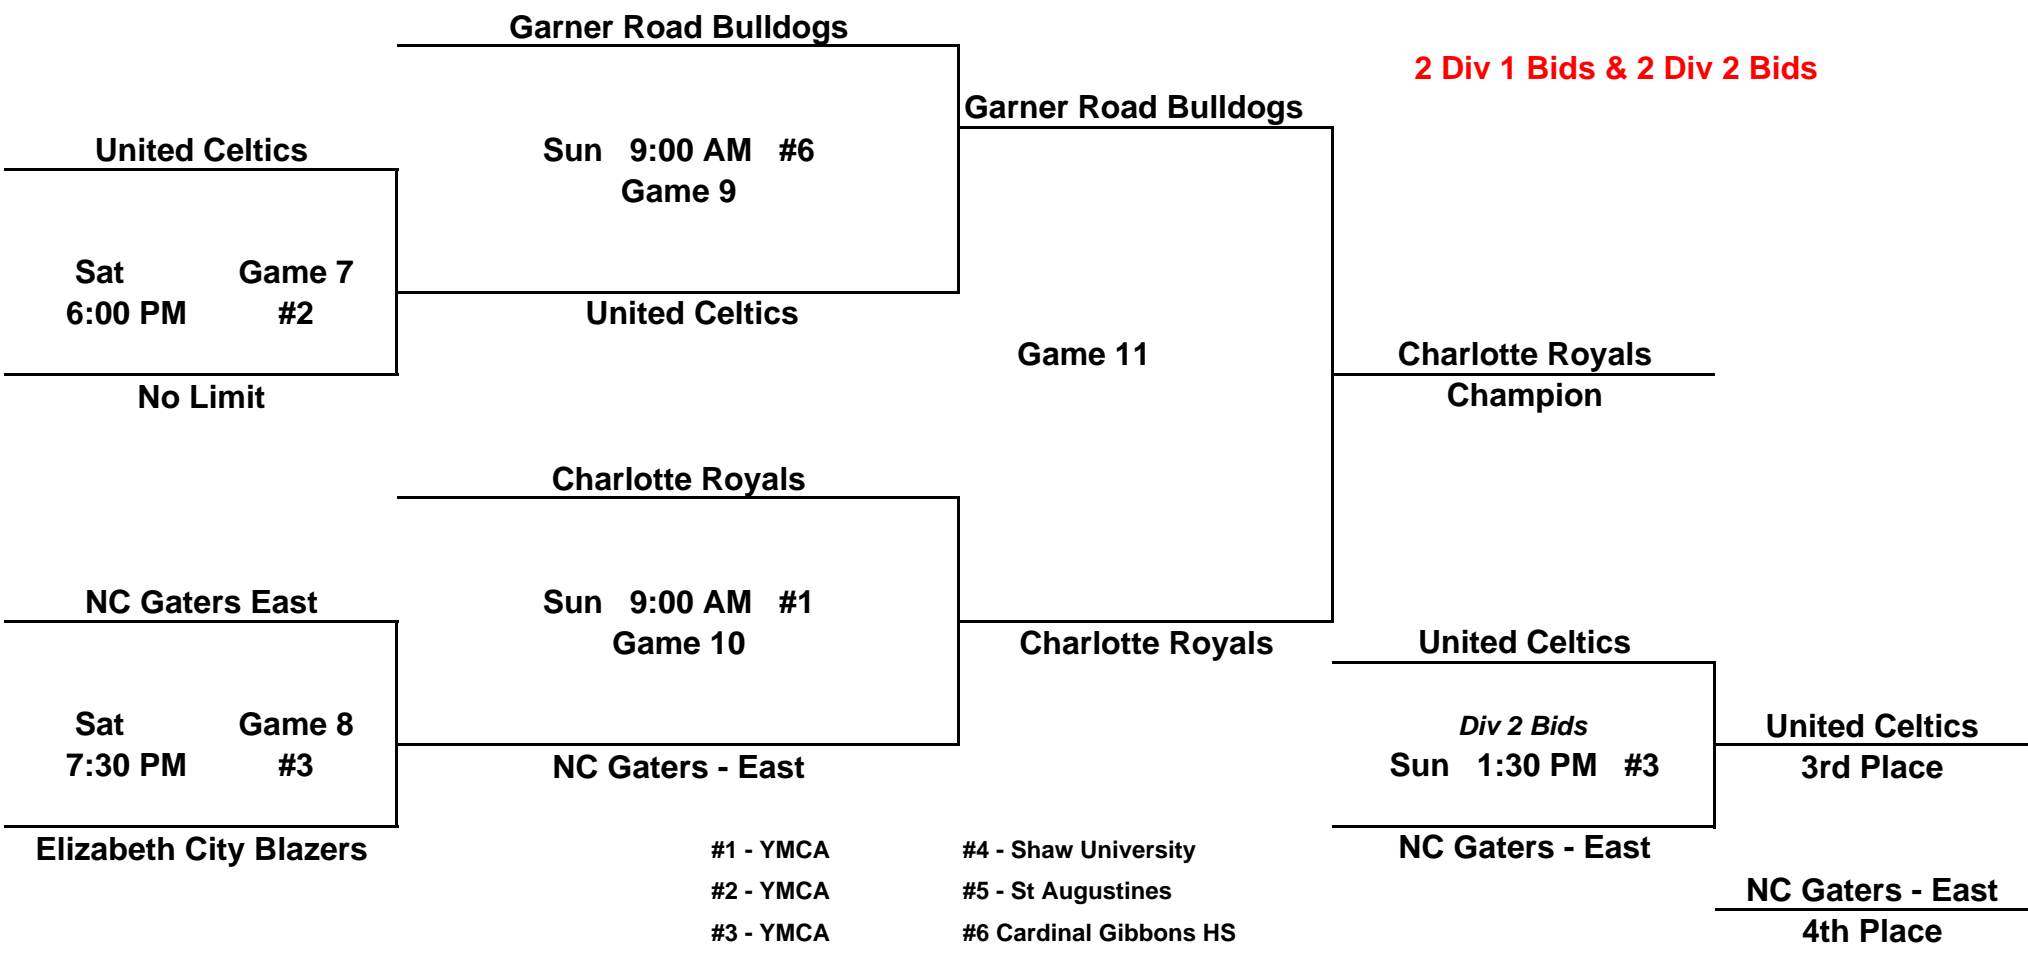 Garner Road Bulldogs
2 Div 1 Bids & 2 Div 2 Bids
Garner Road Bulldogs
United Celtics
Sun 9:00 AM #6
Game 9
Sat Game 7
6:00 PM #2
United Celtics
Game 11
Charlotte Royals
No Limit
Champion
Charlotte Royals
NC Gaters East
Sun 9:00 AM #1
Game 10
Charlotte Royals
United Celtics
Sat Game 8
7:30 PM #3
NC Gaters - East
Div 2 Bids
Sun 1:30 PM #3
United Celtics
3rd Place
Elizabeth City Blazers
NC Gaters - East
#1 - YMCA
#4 - Shaw University
#2 - YMCA
#5 - St Augustines
#3 - YMCA
#6 Cardinal Gibbons HS
NC Gaters - East
4th Place